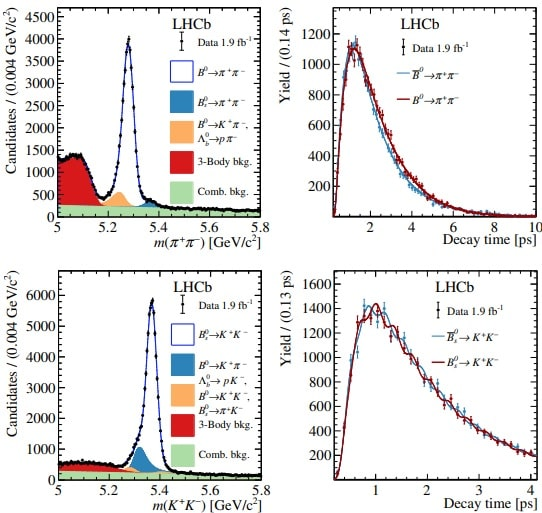 LHCb
Data 1.9 fb⁻¹
B⁰→π⁺π⁻
B⁰ₛ→π⁺π⁻
B⁰→K⁺π⁻,
Λ⁰_b→pπ⁻
3-Body bkg.
Comb. bkg.
Candidates / (0.004 GeV/c²)
4500
4000
3500
3000
2500
2000
1500
1000
500
0
5 5.2 5.4 5.6 5.8
m(π⁺π⁻) [GeV/c²]
LHCb
Data 1.9 fb⁻¹
B̅⁰→π⁺π⁻
B⁰→π⁺π⁻
Yield / (0.14 ps)
1200
1000
800
600
400
200
2 4 6 8 10
Decay time [ps]
LHCb
Data 1.9 fb⁻¹
B⁰ₛ→K⁺K⁻
B⁰→K⁺π⁻
Λ⁰_b→pK⁻,
B⁰→K⁺K⁻,
B⁰ₛ→π⁺K⁻
3-Body bkg.
Comb. bkg.
Candidates / (0.004 GeV/c²)
6000
5000
4000
3000
2000
1000
0
5 5.2 5.4 5.6 5.8
m(K⁺K⁻) [GeV/c²]
LHCb
Data 1.9 fb⁻¹
B̅⁰ₛ→K⁺K⁻
B⁰ₛ→K⁺K⁻
Yield / (0.13 ps)
1600
1400
1200
1000
800
600
400
200
1 2 3 4
Decay time [ps]